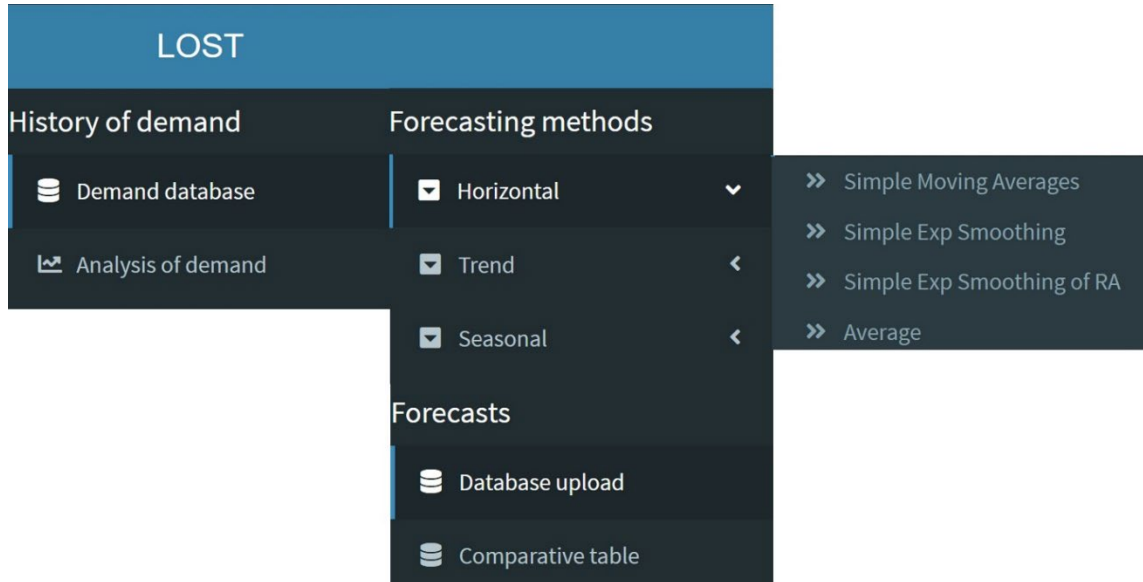 LOST
History of demand
Demand database
Analysis of demand
Forecasting methods
Horizontal
Trend
Seasonal
Simple Moving Averages
Simple Exp Smoothing
Simple Exp Smoothing of RA
Average
Forecasts
Database upload
Comparative table